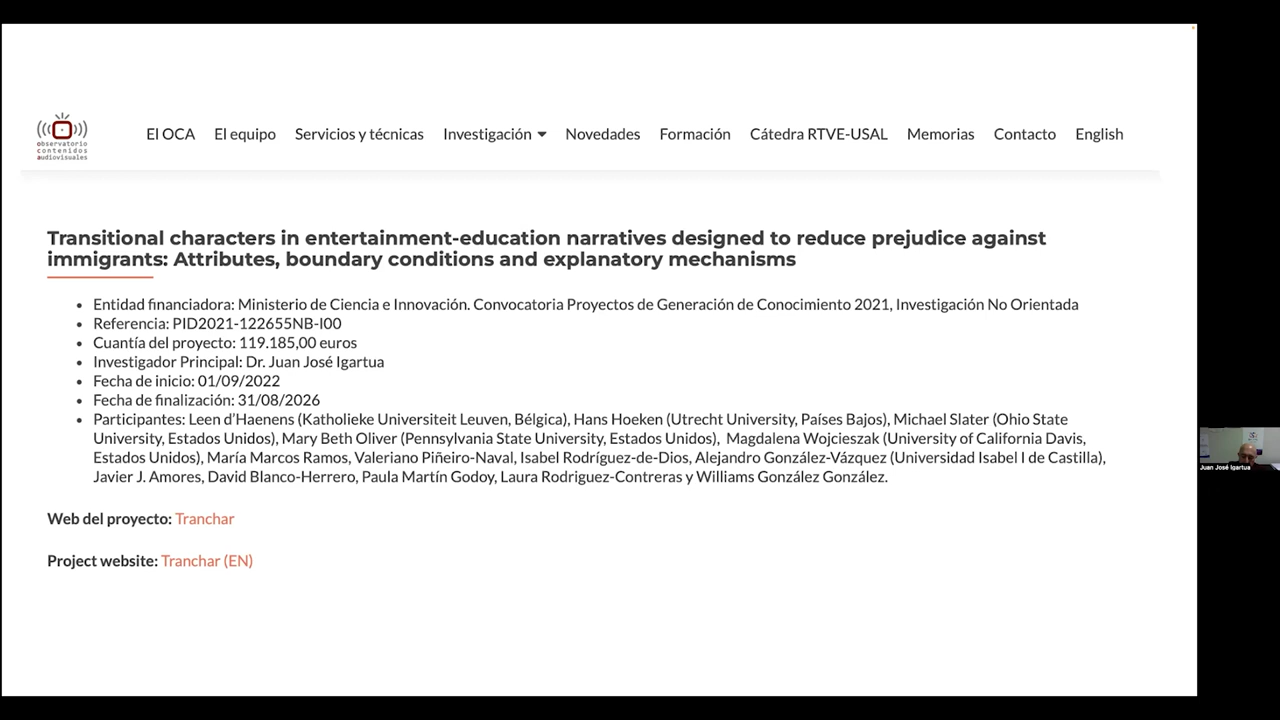 observatorio
contenidos
audiovisuales
El OCA El equipo Servicios y técnicas Investigación Novedades Formación Cátedra RTVE-USAL Memorias Contacto English
Transitional characters in entertainment-education narratives designed to reduce prejudice against
immigrants: Attributes, boundary conditions and explanatory mechanisms
• Entidad financiadora: Ministerio de Ciencia e Innovación. Convocatoria Proyectos de Generación de Conocimiento 2021, Investigación No Orientada
• Referencia: PID2021-122655NB-I00
• Cuantía del proyecto: 119.185,00 euros
• Investigador Principal: Dr. Juan José Igartua
• Fecha de inicio: 01/09/2022
• Fecha de finalización: 31/08/2026
• Participantes: Leen d’Haenens (Katholieke Universiteit Leuven, Bélgica), Hans Hoeken (Utrecht University, Países Bajos), Michael Slater (Ohio State
University, Estados Unidos), Mary Beth Oliver (Pennsylvania State University, Estados Unidos), Magdalena Wojcieszak (University of California Davis,
Estados Unidos), María Marcos Ramos, Valeriano Piñeiro-Naval, Isabel Rodríguez-de-Dios, Alejandro González-Vázquez (Universidad Isabel I de Castilla),
Javier J. Amores, David Blanco-Herrero, Paula Martín Godoy, Laura Rodriguez-Contreras y Williams González González.
Web del proyecto: Tranchar
Project website: Tranchar (EN)
Juan José Igartua